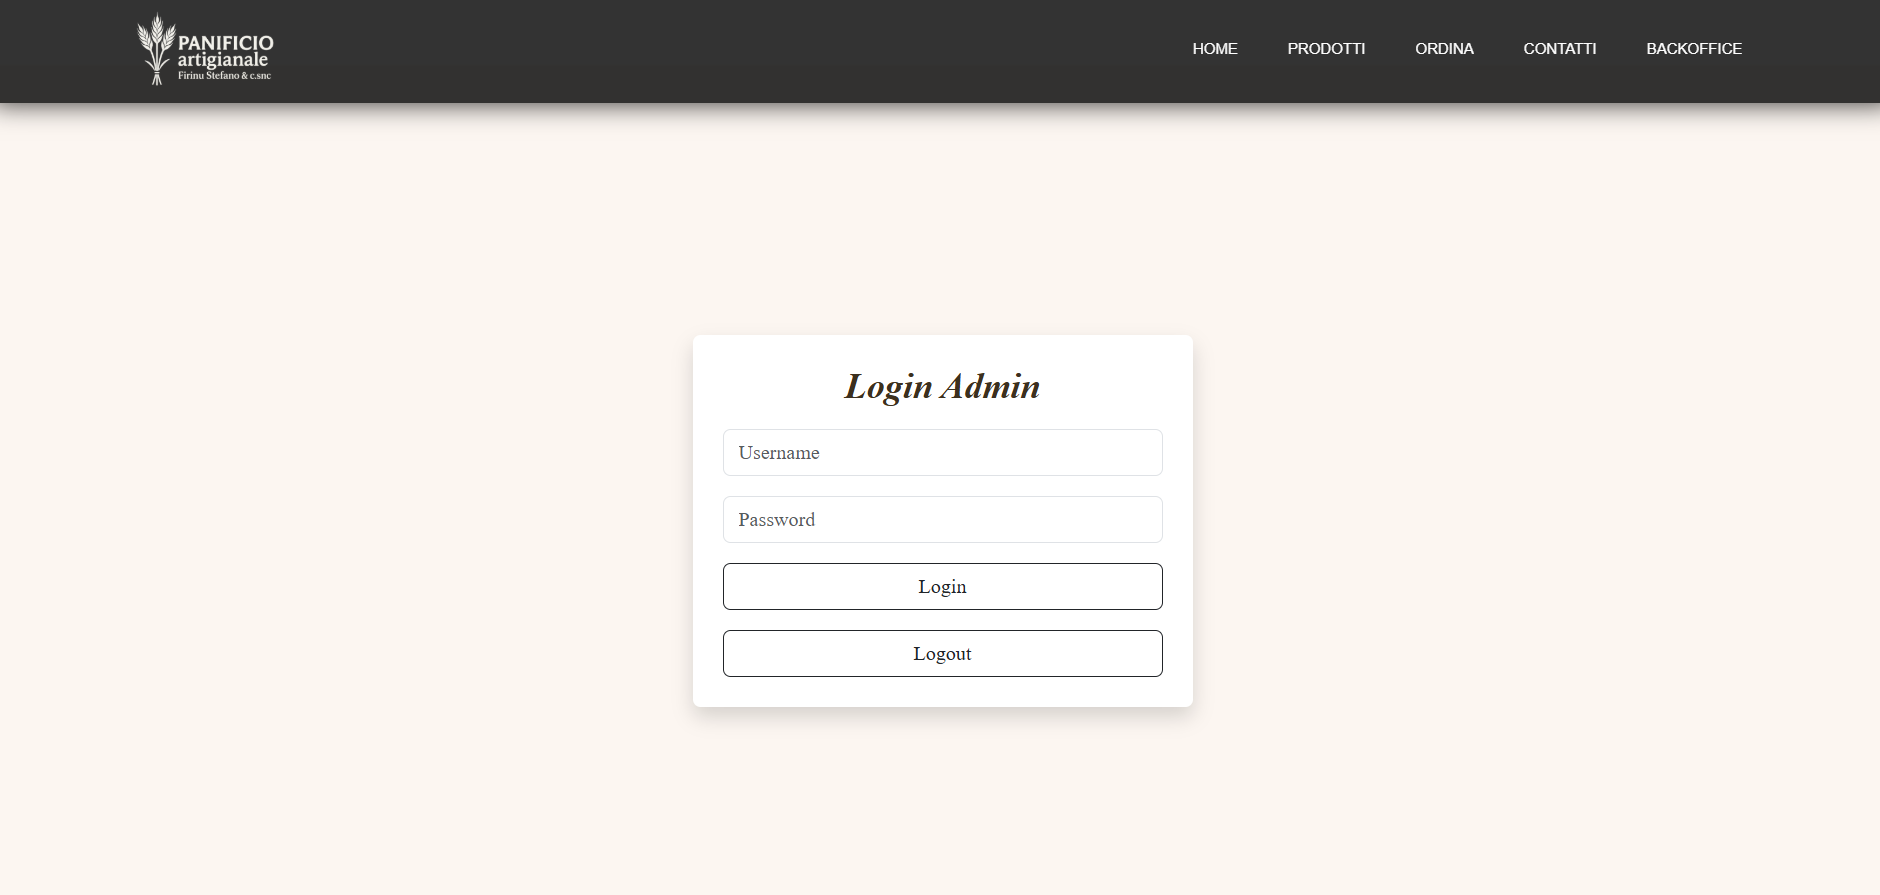 PANIFICIO
artigianale
Firinu Stefano & c.snc
HOME PRODOTTI ORDINA CONTATTI BACKOFFICE
Login Admin
Username
Password
Login
Logout